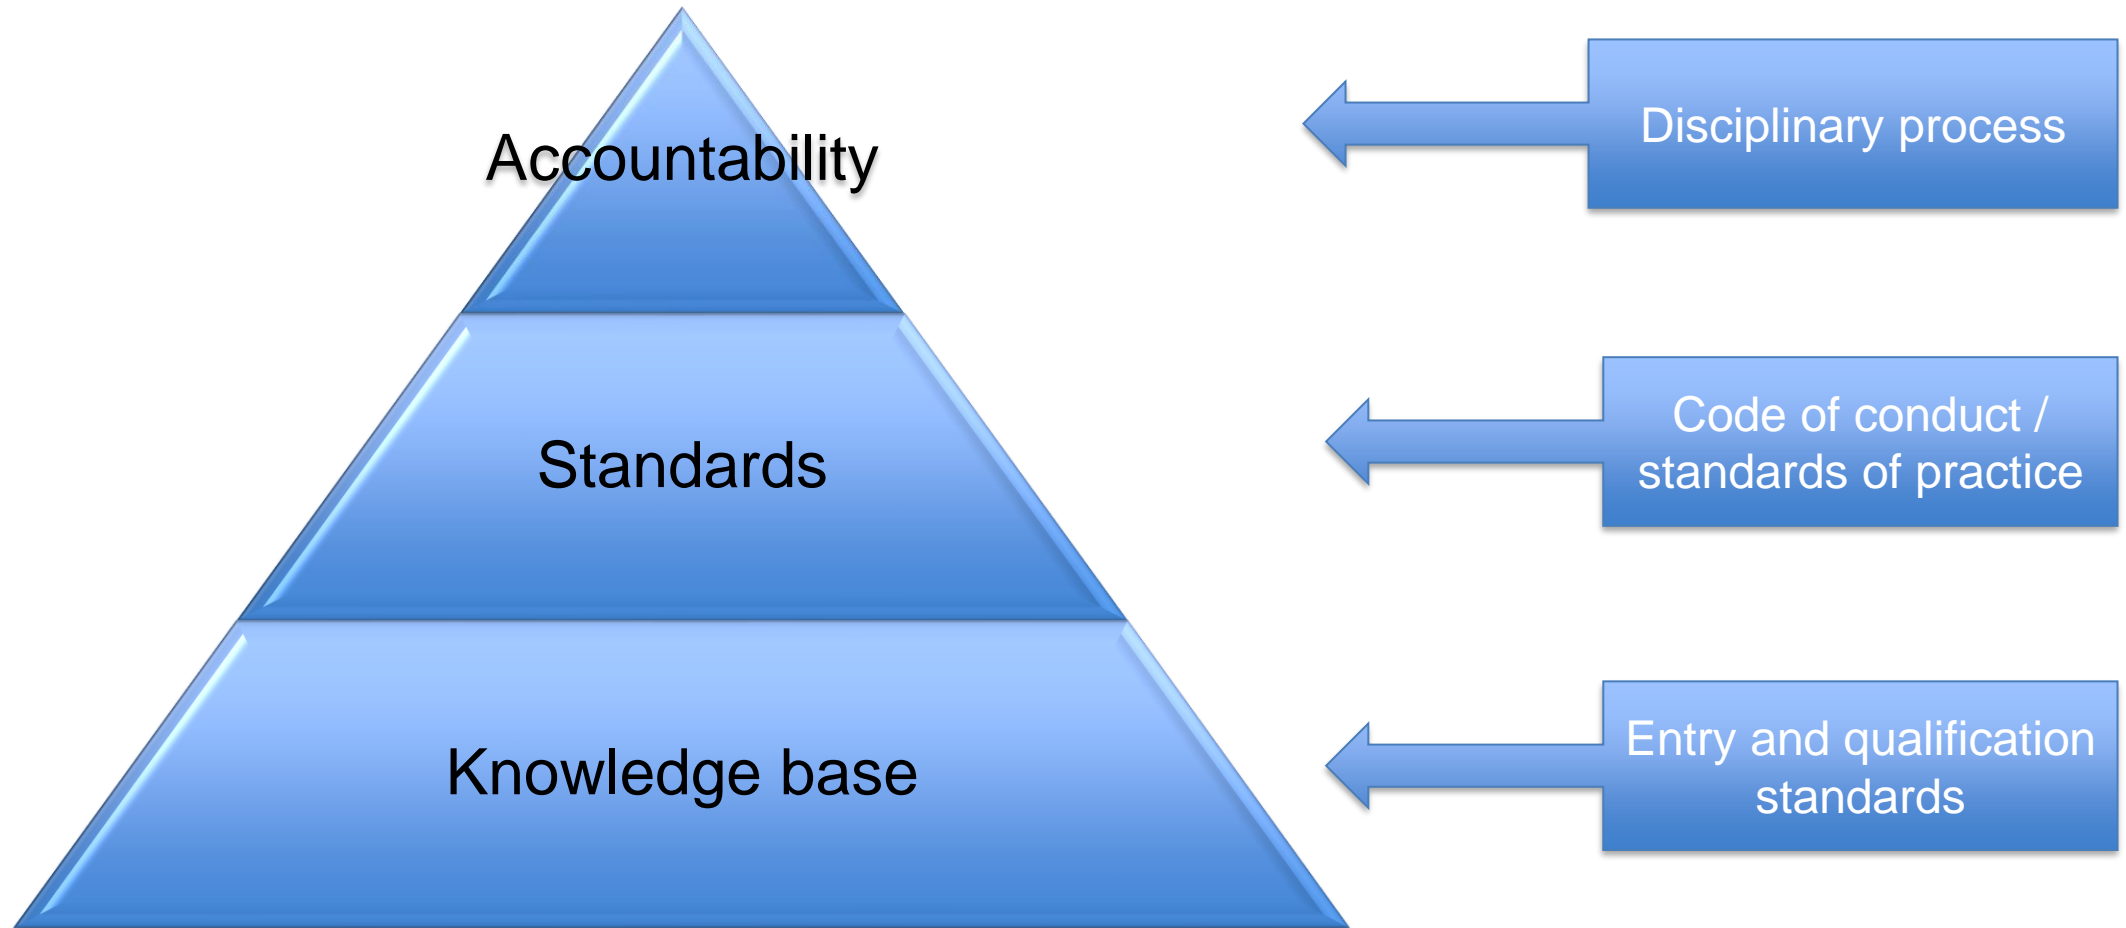 Accountability
Disciplinary process
Standards
Code of conduct /
standards of practice
Knowledge base
Entry and qualification
standards